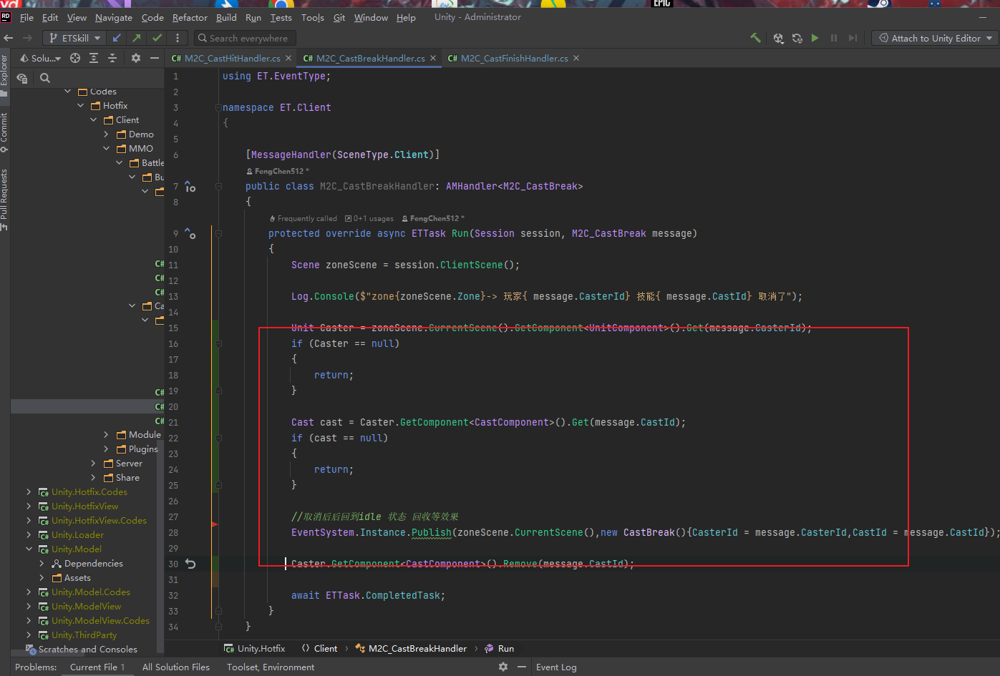 vd
EPIC
RD File Edit View Navigate Code Refactor Build Run Tests Tools Git Window Help Unity - Administrator
ETSkill Search everywhere Attach to Unity Editor
Solu... C# M2C_CastHitHandler.cs C# M2C_CastBreakHandler.cs C# M2C_CastFinishHandler.cs
Explorer
Commit
Pull Requests
Codes
Hotfix
Client
Demo
MMO
Battle
Bu
C#
C#
C#
Ca
C#
C#
C#
Module
Plugins
Server
Share
Unity.Hotfix.Codes
Unity.HotfixView
Unity.HotfixView.Codes
Unity.Loader
Unity.Model
Dependencies
Assets
Unity.Model.Codes
Unity.ModelView
Unity.ModelView.Codes
Unity.ThirdParty
Scratches and Consoles
1 using ET.EventType;
2
3 namespace ET.Client
4 {
5
6 [MessageHandler(SceneType.Client)]
FengChen512 *
7 public class M2C_CastBreakHandler: AMHandler<M2C_CastBreak>
8 {
Frequently called 0+1 usages FengChen512 *
9 protected override async ETTask Run(Session session, M2C_CastBreak message)
10 {
11 Scene zoneScene = session.ClientScene();
12
13 Log.Console($"zone{zoneScene.Zone}-> 玩家{ message.CasterId} 技能{ message.CastId} 取消了");
14
15 Unit Caster = zoneScene.CurrentScene().GetComponent<UnitComponent>().Get(message.CasterId);
16 if (Caster == null)
17 {
18 return;
19 }
20
21 Cast cast = Caster.GetComponent<CastComponent>().Get(message.CastId);
22 if (cast == null)
23 {
24 return;
25 }
26
27 //取消后后回到idle 状态 回收等效果
28 EventSystem.Instance.Publish(zoneScene.CurrentScene(),new CastBreak(){CasterId = message.CasterId,CastId = message.CastId});
29
30 Caster.GetComponent<CastComponent>().Remove(message.CastId);
31
32 await ETTask.CompletedTask;
33 }
34 }
Unity.Hotfix Client M2C_CastBreakHandler Run
Problems: Current File 1 All Solution Files Toolset, Environment Event Log